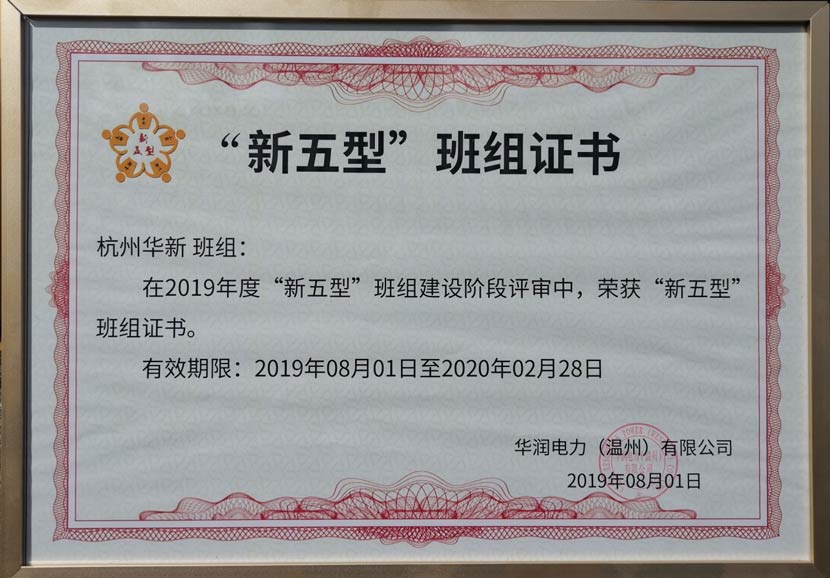 新
五型
“新五型”班组证书
杭州华新 班组：
在2019年度“新五型”班组建设阶段评审中，荣获“新五型”
班组证书。
有效期限：2019年08月01日至2020年02月28日
华润电力（温州）有限公司
2019年08月01日